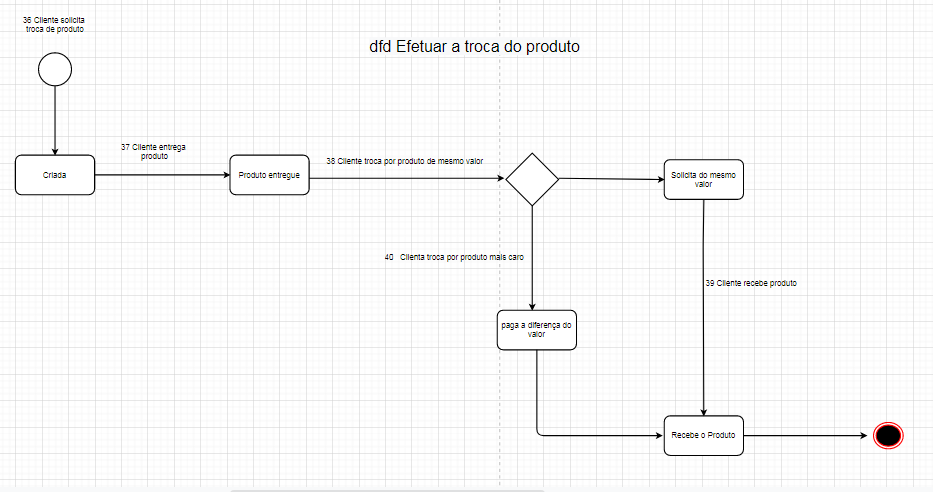 36 Cliente solicita
troca de produto
dfd Efetuar a troca do produto
37 Cliente entrega
produto
38 Cliente troca por produto de mesmo valor
Criada
Produto entregue
Solicita do mesmo
valor
40 Clienta troca por produto mais caro
39 Cliente recebe produto
paga a diferença do
valor
Recebe o Produto